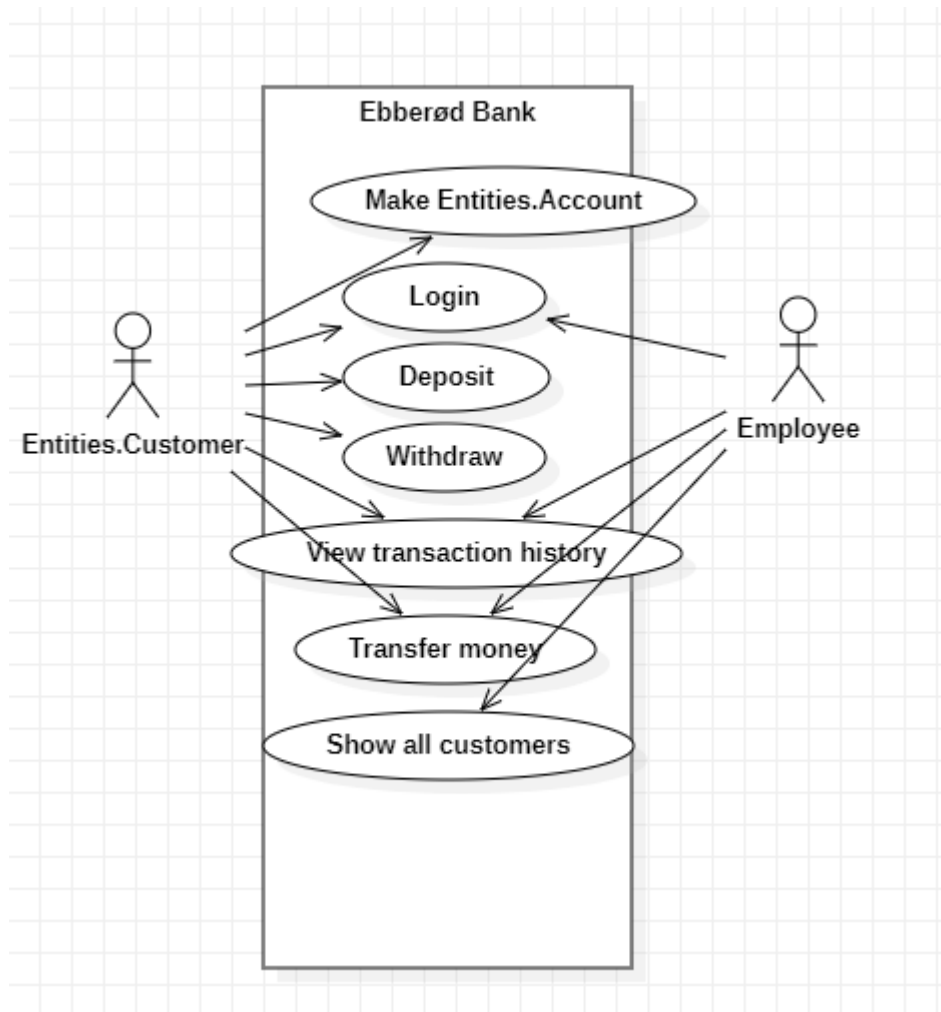 Ebberød Bank
Make Entities.Account
Login
Deposit
Withdraw
Entities.Customer
Employee
View transaction history
Transfer money
Show all customers